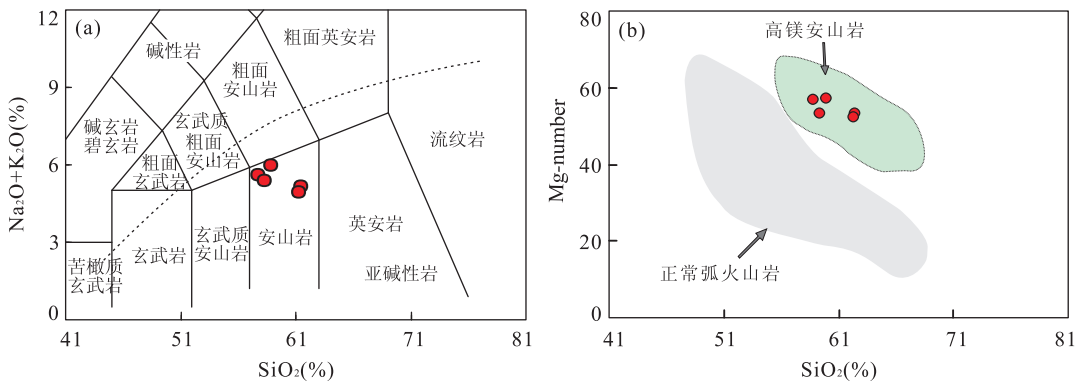 (a)
12
9
6
3
0
Na₂O+K₂O(%)
碱性岩
粗面英安岩
粗面
安山岩
碱玄岩
碧玄岩
玄武质
粗面
安山岩
粗面
玄武岩
流纹岩
苦橄质
玄武岩
玄武岩
玄武质
安山岩
安山岩
英安岩
亚碱性岩
41
51
61
71
81
SiO₂(%)
(b)
80
60
40
20
0
Mg-number
高镁安山岩
正常弧火山岩
41
51
61
71
81
SiO₂(%)